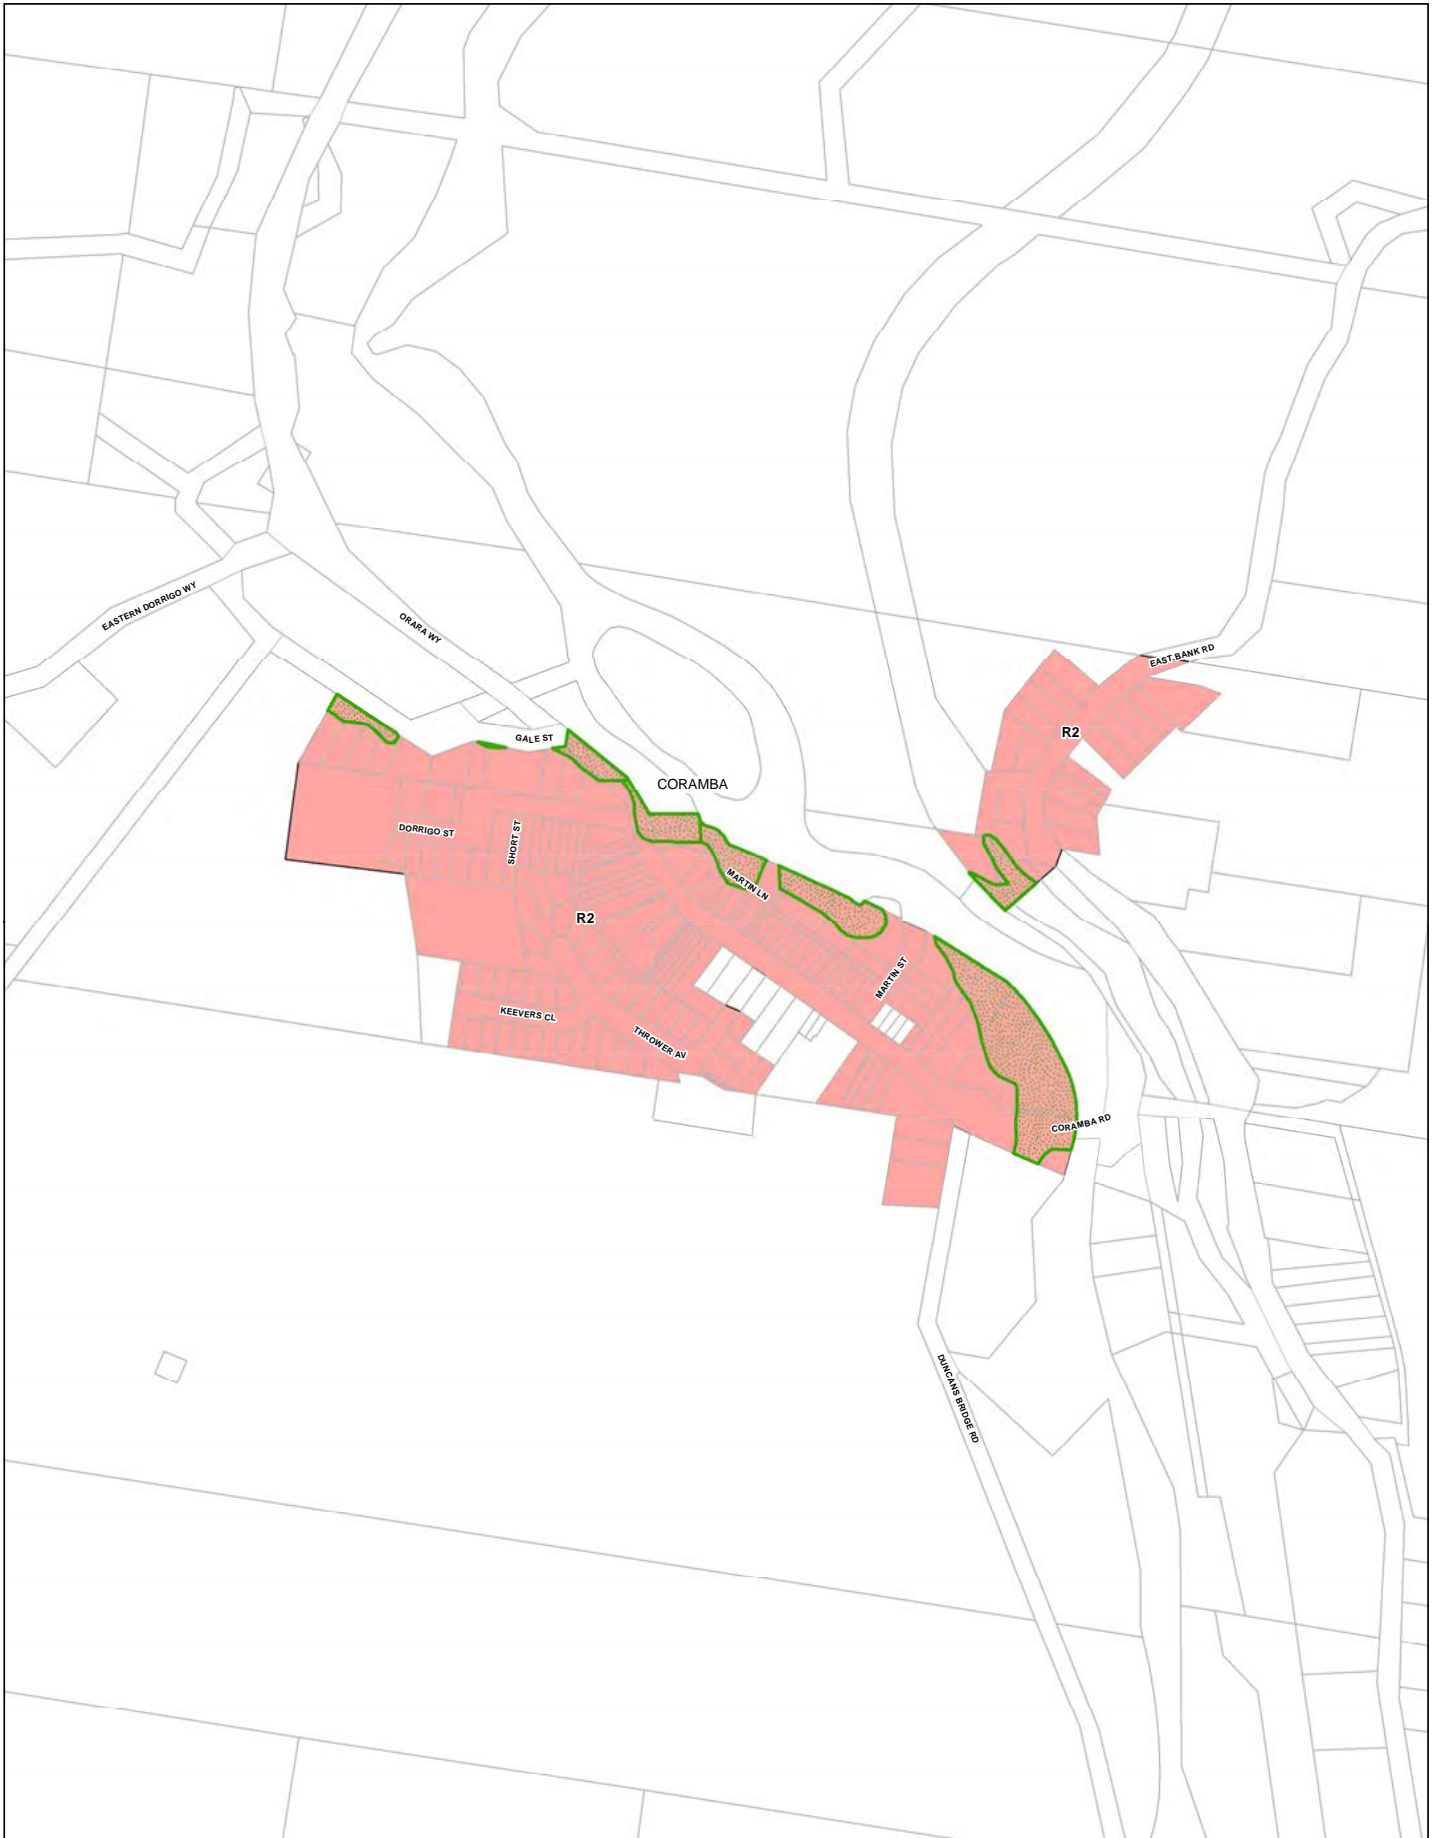 EASTERN DORRIGO WY
ORARA WY
EAST BANK RD
R2
GALE ST
CORAMBA
DORRIGO ST
SHORT ST
MARTIN LN
R2
MARTIN ST
KEEVERS CL
THROWER AV
CORAMBA RD
DUNCANS BRIDGE RD